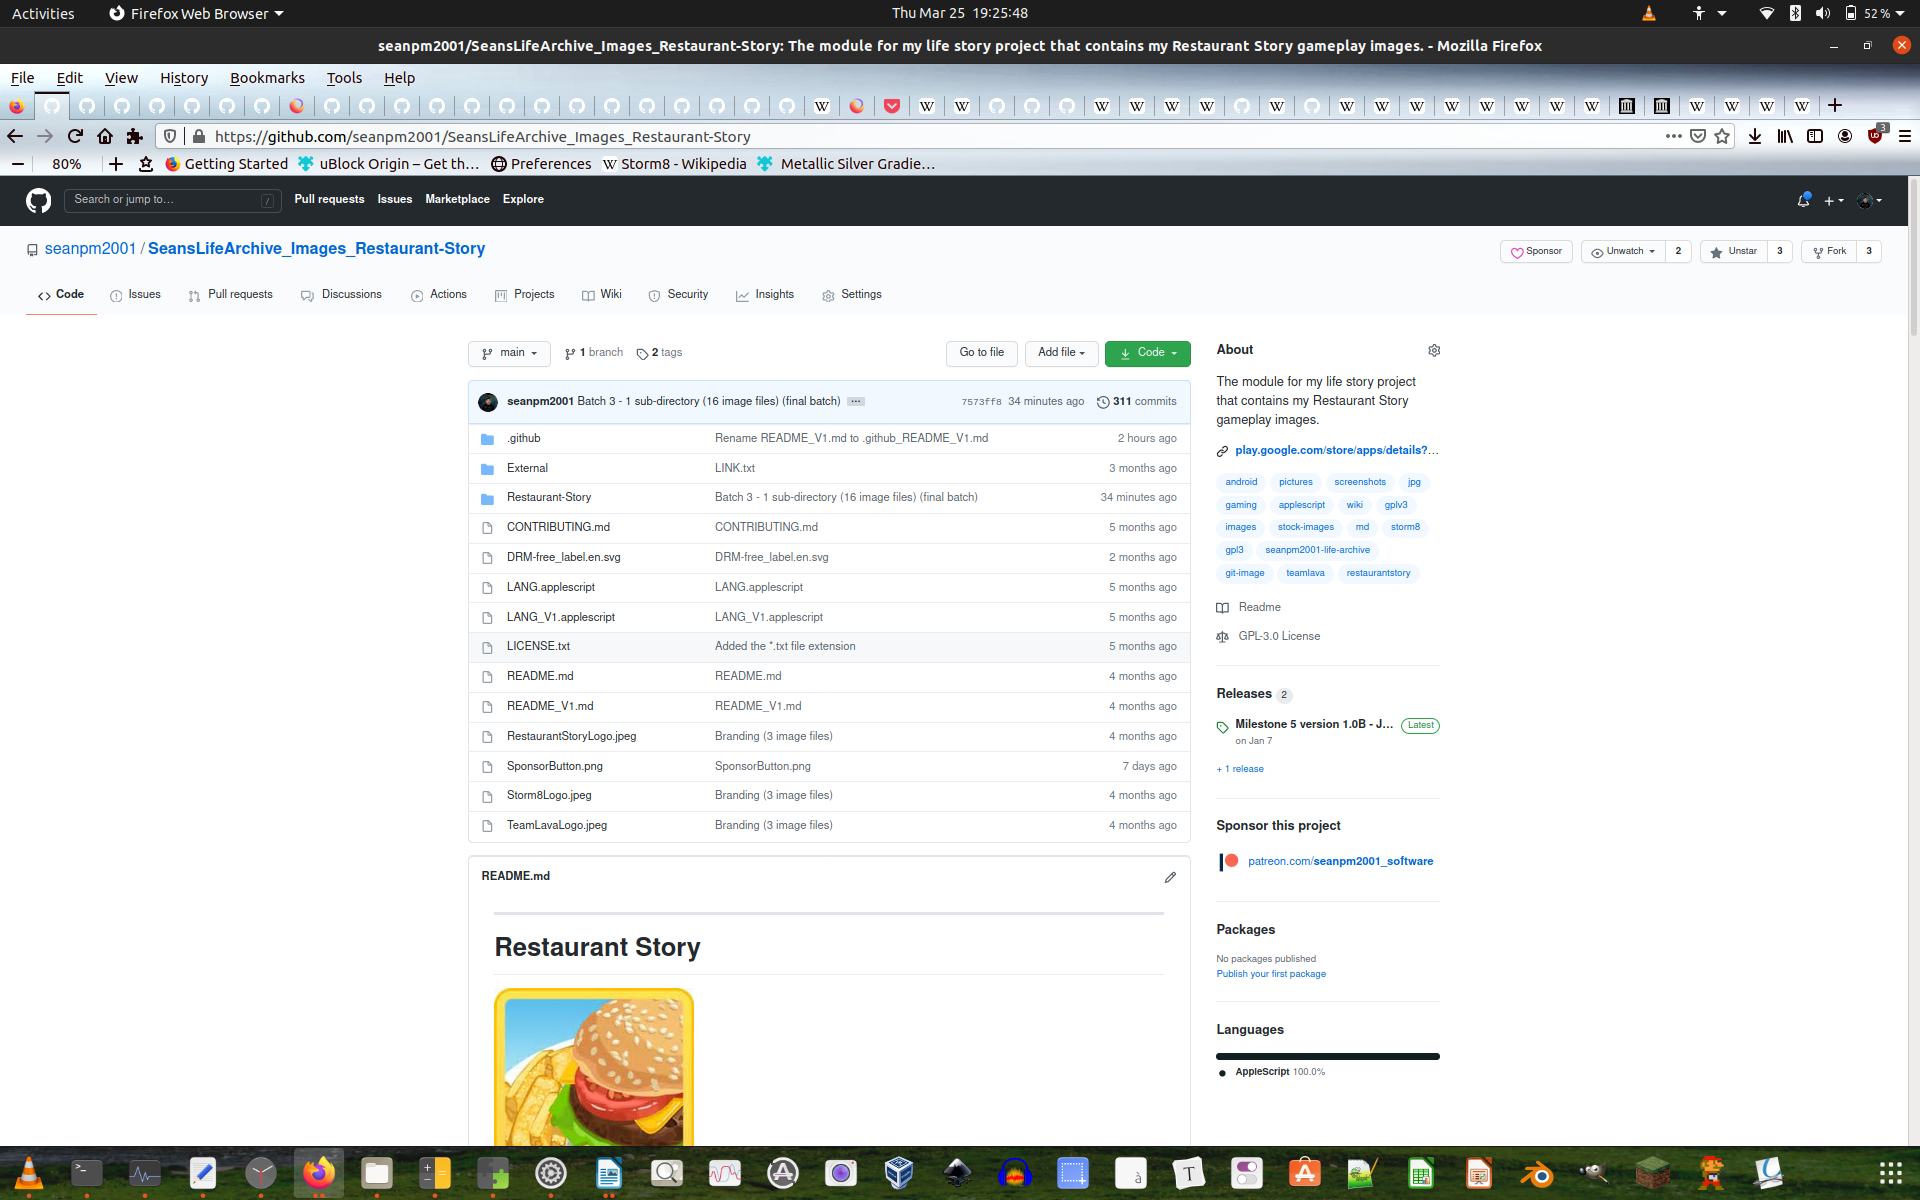 Activities Firefox Web Browser Thu Mar 25 19:25:48 52 %
seanpm2001/SeansLifeArchive_Images_Restaurant-Story: The module for my life story project that contains my Restaurant Story gameplay images. - Mozilla Firefox
File Edit View History Bookmarks Tools Help
https://github.com/seanpm2001/SeansLifeArchive_Images_Restaurant-Story 3
80% Getting Started uBlock Origin – Get th… Preferences Storm8 - Wikipedia Metallic Silver Gradie…
Search or jump to… / Pull requests Issues Marketplace Explore
seanpm2001 / SeansLifeArchive_Images_Restaurant-Story Sponsor Unwatch 2 Unstar 3 Fork 3
Code Issues Pull requests Discussions Actions Projects Wiki Security Insights Settings
main 1 branch 2 tags Go to file Add file Code
seanpm2001 Batch 3 - 1 sub-directory (16 image files) (final batch) 7573ff8 34 minutes ago 311 commits
.github Rename README_V1.md to .github_README_V1.md 2 hours ago
External LINK.txt 3 months ago
Restaurant-Story Batch 3 - 1 sub-directory (16 image files) (final batch) 34 minutes ago
CONTRIBUTING.md CONTRIBUTING.md 5 months ago
DRM-free_label.en.svg DRM-free_label.en.svg 2 months ago
LANG.applescript LANG.applescript 5 months ago
LANG_V1.applescript LANG_V1.applescript 5 months ago
LICENSE.txt Added the *.txt file extension 5 months ago
README.md README.md 4 months ago
README_V1.md README_V1.md 4 months ago
RestaurantStoryLogo.jpeg Branding (3 image files) 4 months ago
SponsorButton.png SponsorButton.png 7 days ago
Storm8Logo.jpeg Branding (3 image files) 4 months ago
TeamLavaLogo.jpeg Branding (3 image files) 4 months ago
README.md
Restaurant Story
About
The module for my life story project
that contains my Restaurant Story
gameplay images.
play.google.com/store/apps/details?…
android pictures screenshots jpg
gaming applescript wiki gplv3
images stock-images md storm8
gpl3 seanpm2001-life-archive
git-image teamlava restaurantstory
Readme
GPL-3.0 License
Releases 2
Milestone 5 version 1.0B - J… Latest
on Jan 7
+ 1 release
Sponsor this project
patreon.com/seanpm2001_software
Packages
No packages published
Publish your first package
Languages
AppleScript 100.0%